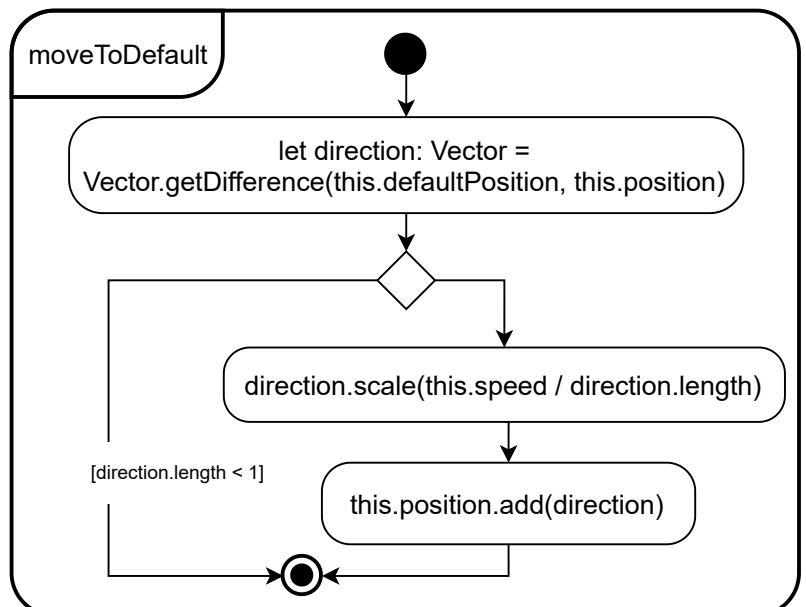 moveToDefault
let direction: Vector =
Vector.getDifference(this.defaultPosition, this.position)
direction.scale(this.speed / direction.length)
[direction.length < 1]
this.position.add(direction)